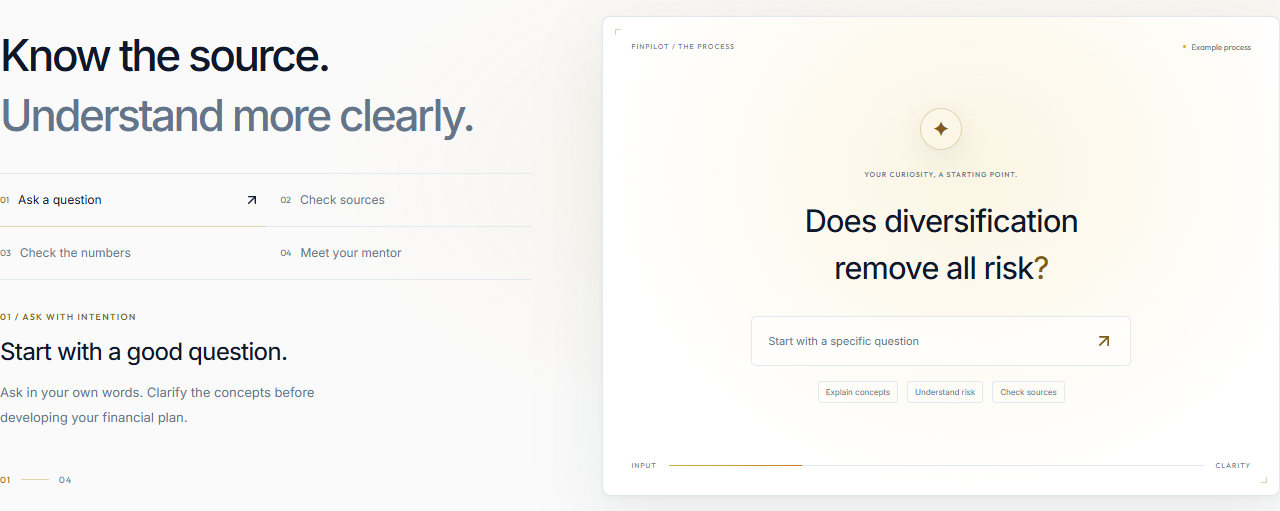 Know the source.
Understand more clearly.
01 Ask a question
02 Check sources
03 Check the numbers
04 Meet your mentor
01 / ASK WITH INTENTION
Start with a good question.
Ask in your own words. Clarify the concepts before
developing your financial plan.
01 04
FINPILOT / THE PROCESS
Example process
YOUR CURIOSITY, A STARTING POINT.
Does diversification
remove all risk?
Start with a specific question
Explain concepts
Understand risk
Check sources
INPUT
CLARITY